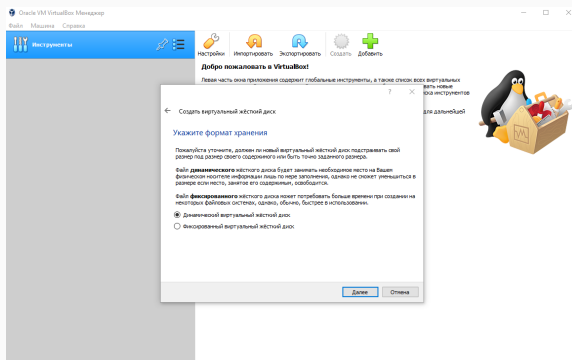 Oracle VM VirtualBox Менеджер
Файл Машина Справка
Инструменты
Настройки Импортировать Экспортировать Создать Добавить
Добро пожаловать в VirtualBox!
Левая часть окна приложения содержит глобальные инструменты, а также список всех виртуальных
вать новые
ока инструментов
для дальнейшей
?
Создать виртуальный жёсткий диск
Укажите формат хранения
Пожалуйста уточните, должен ли новый виртуальный жёсткий диск подстраивать свой
размер под размер своего содержимого или быть точно заданного размера.
Файл динамического жёсткого диска будет занимать необходимое место на Вашем
физическом носителе информации лишь по мере заполнения, однако не сможет уменьшиться в
размере если место, занятое его содержимым, освободится.
Файл фиксированного жёсткого диска может потребовать больше времени при создании на
некоторых файловых системах, однако, обычно, быстрее в использовании.
Динамический виртуальный жёсткий диск
Фиксированный виртуальный жёсткий диск
Далее Отмена